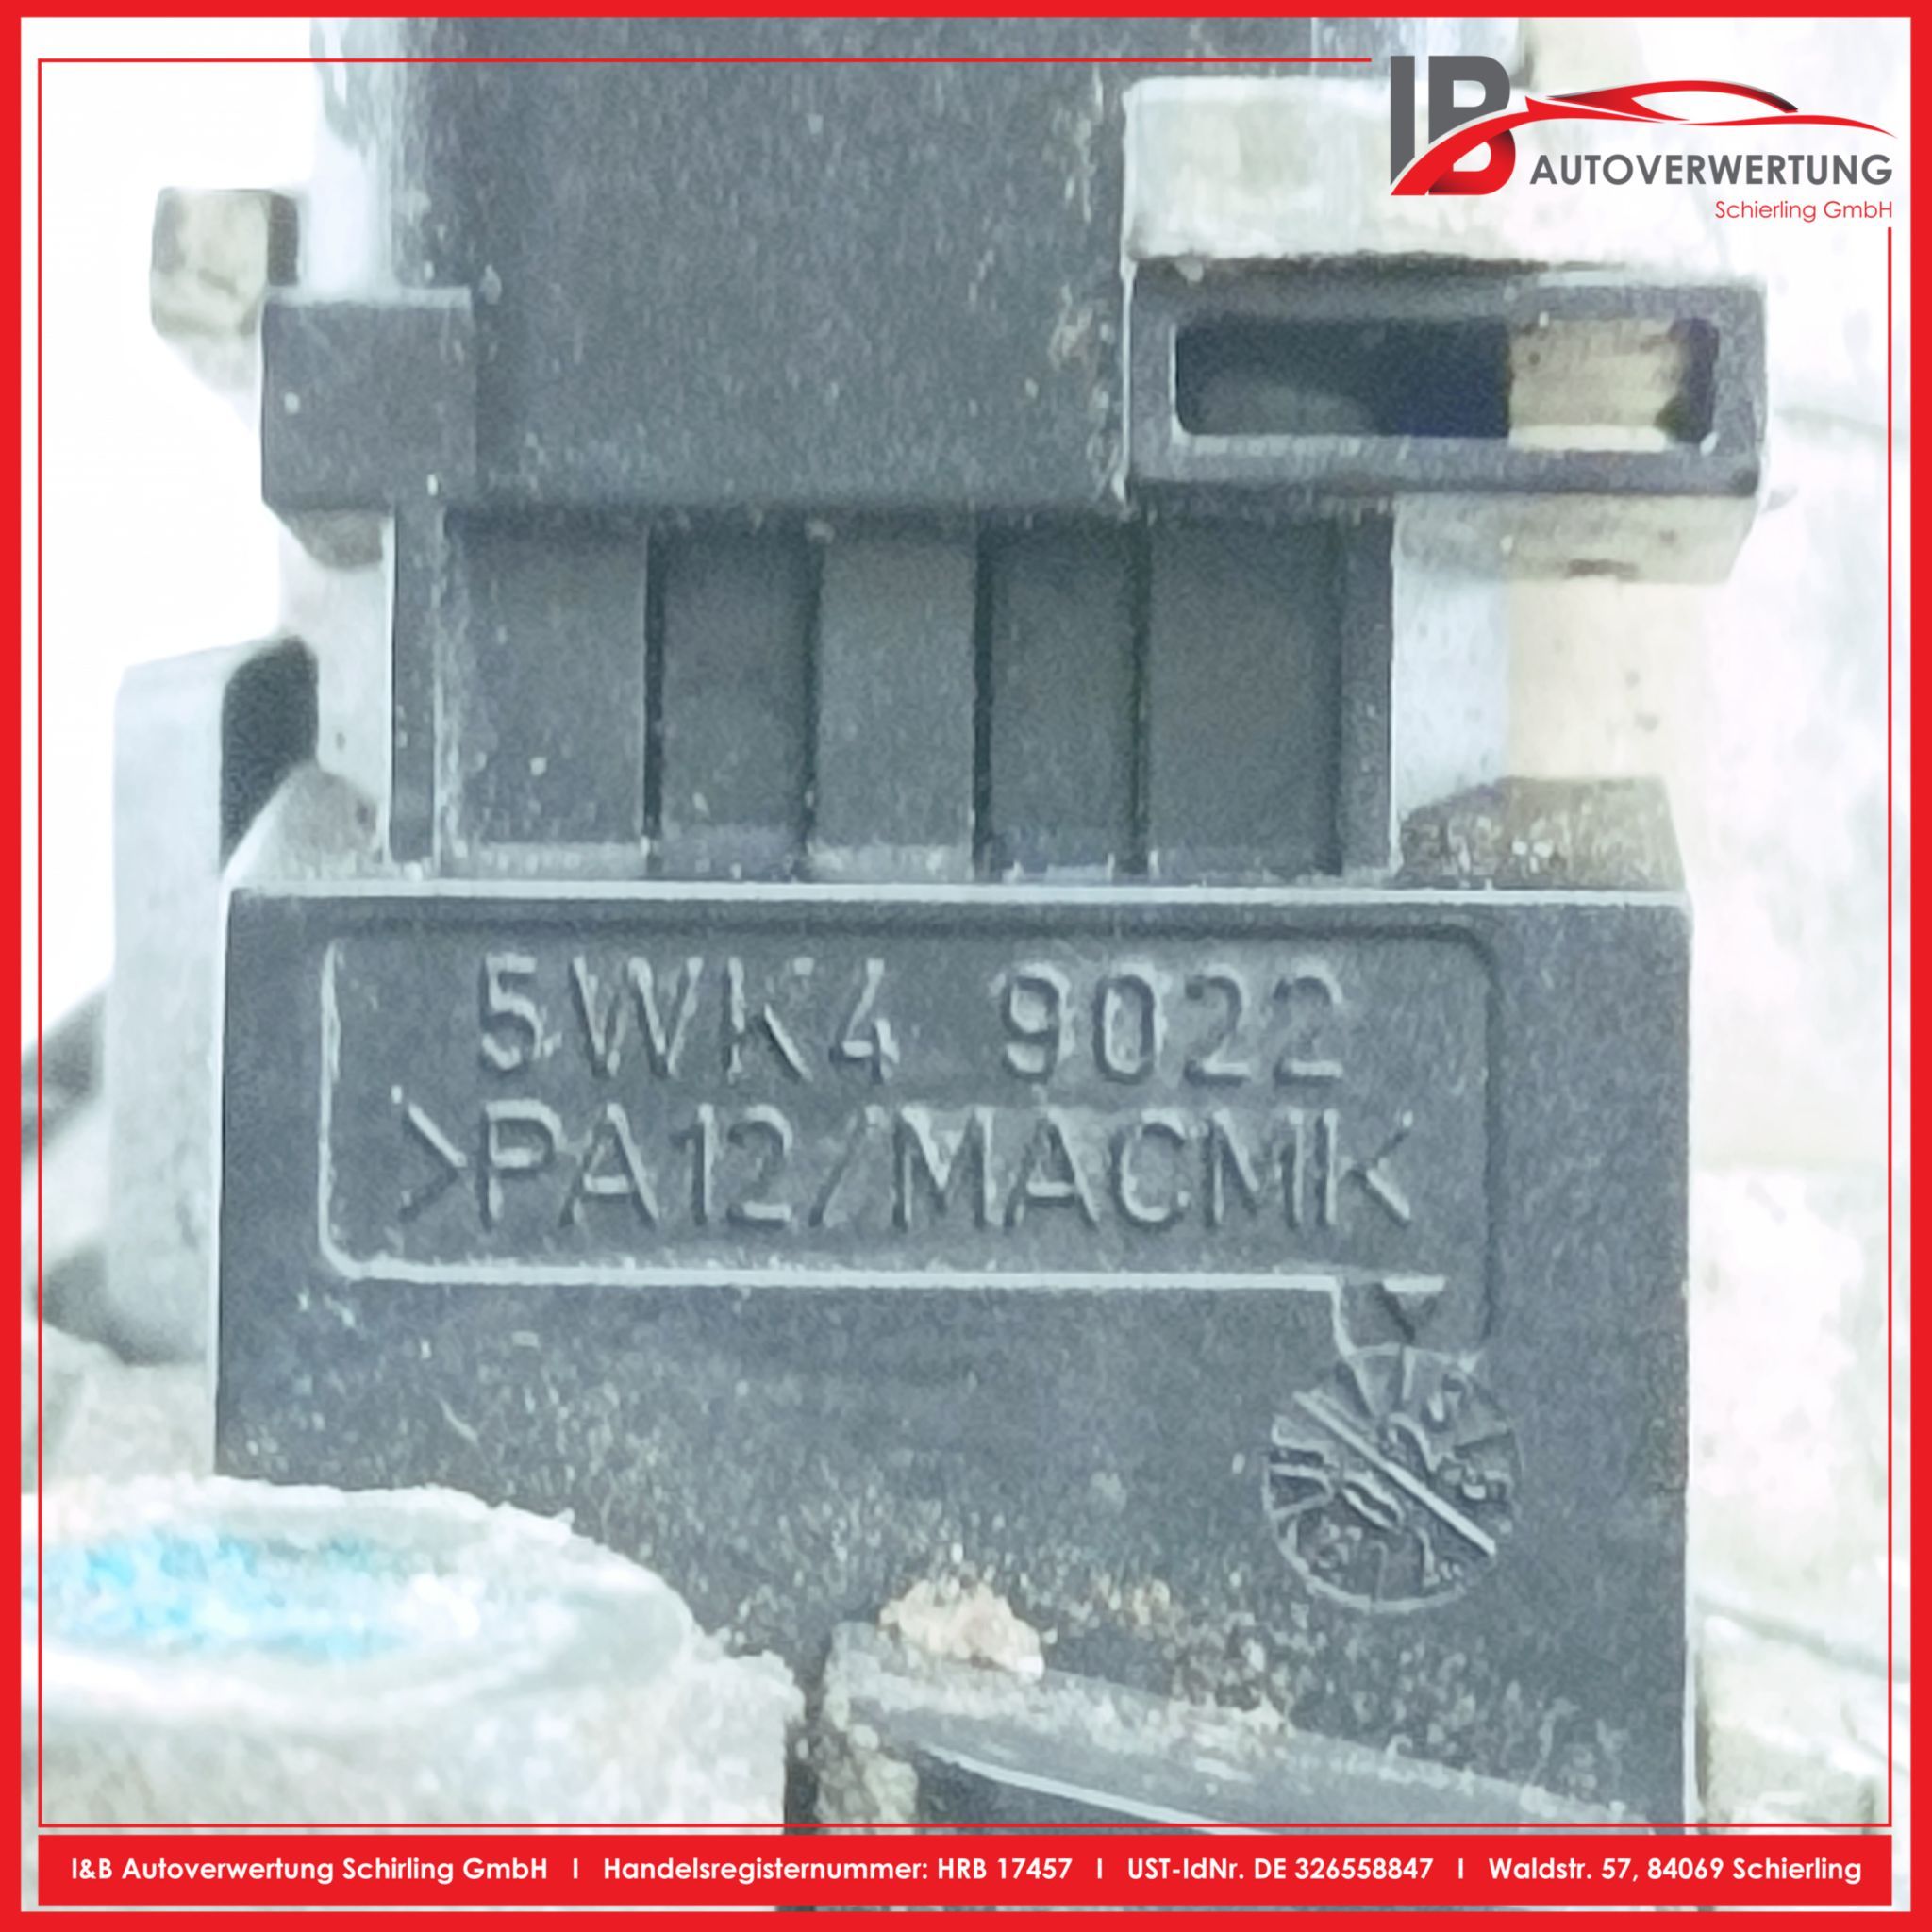 IB
AUTOVERWERTUNG
Schierling GmbH
5WK4 9022
>PA12/MACMK
I&B Autoverwertung Schirling GmbH I Handelsregisternummer: HRB 17457 I UST-IdNr. DE 326558847 I Waldstr. 57, 84069 Schierling